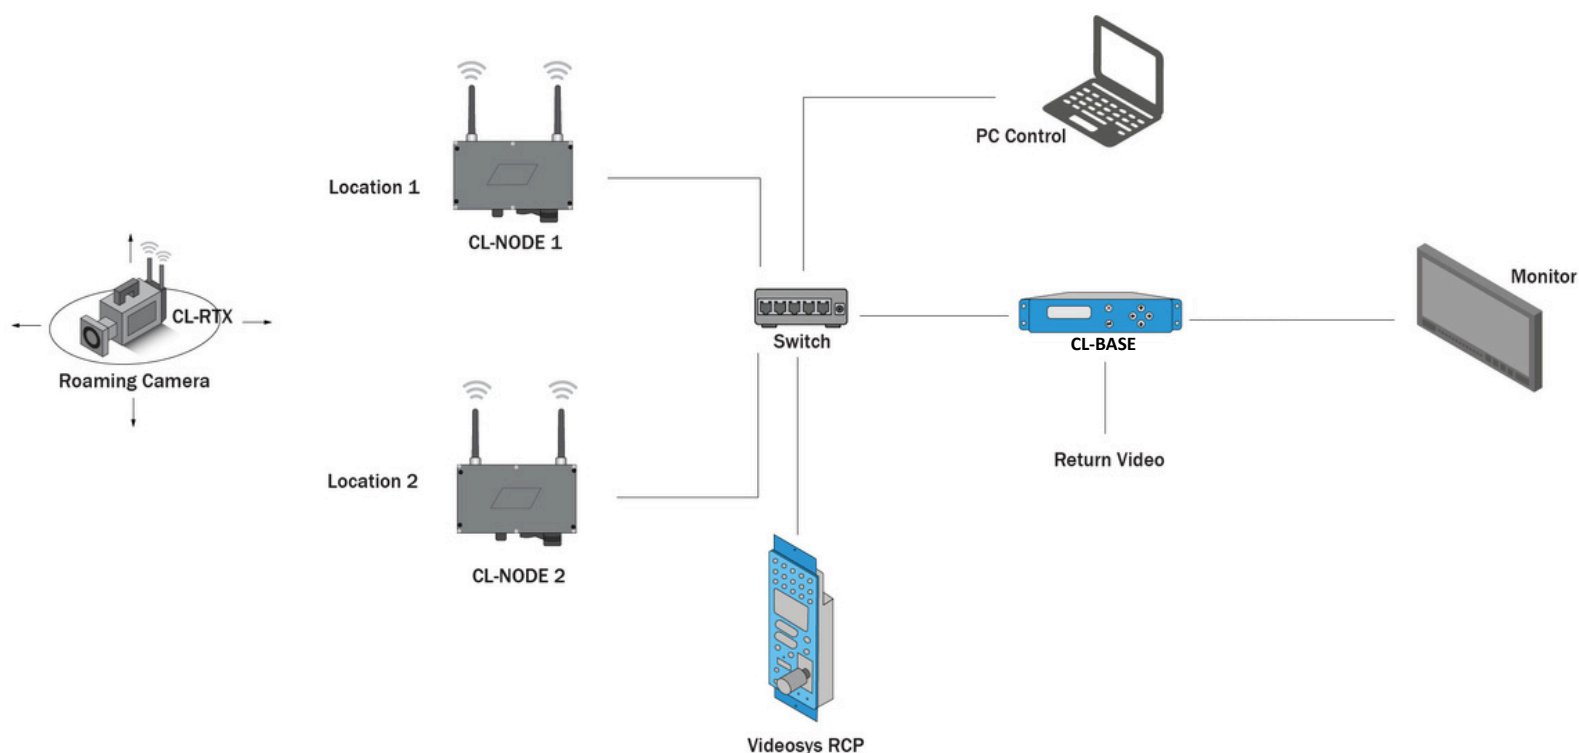 PC Control
Location 1
CL-NODE 1
Monitor
CL-RTX
Roaming Camera
Switch
CL-BASE
Return Video
Location 2
CL-NODE 2
Videosys RCP